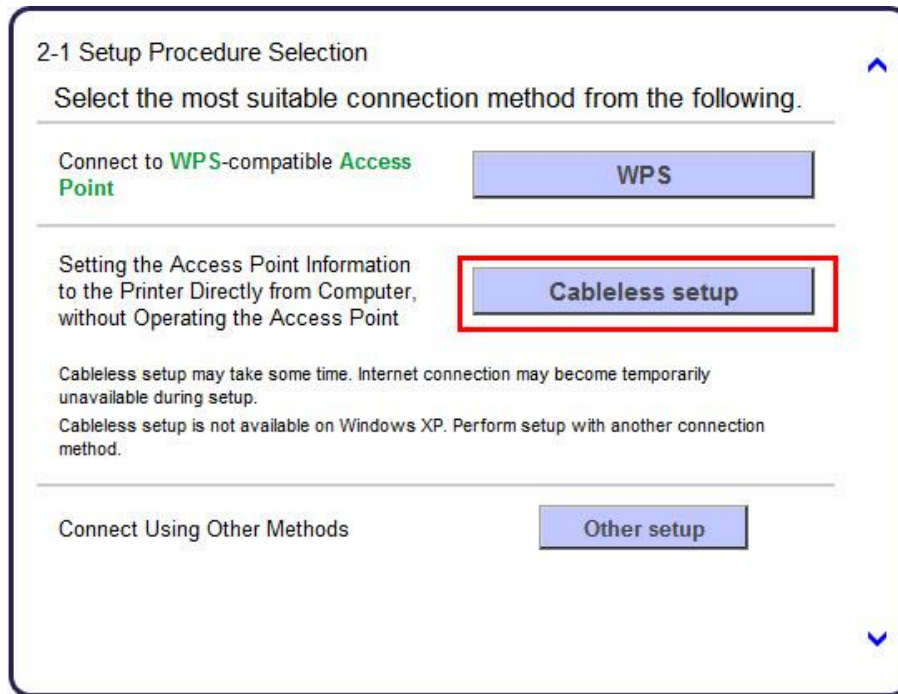 2-1 Setup Procedure Selection
Select the most suitable connection method from the following.
Connect to WPS-compatible Access
Point
WPS
Setting the Access Point Information
to the Printer Directly from Computer,
without Operating the Access Point
Cableless setup
Cableless setup may take some time. Internet connection may become temporarily
unavailable during setup.
Cableless setup is not available on Windows XP. Perform setup with another connection
method.
Connect Using Other Methods
Other setup